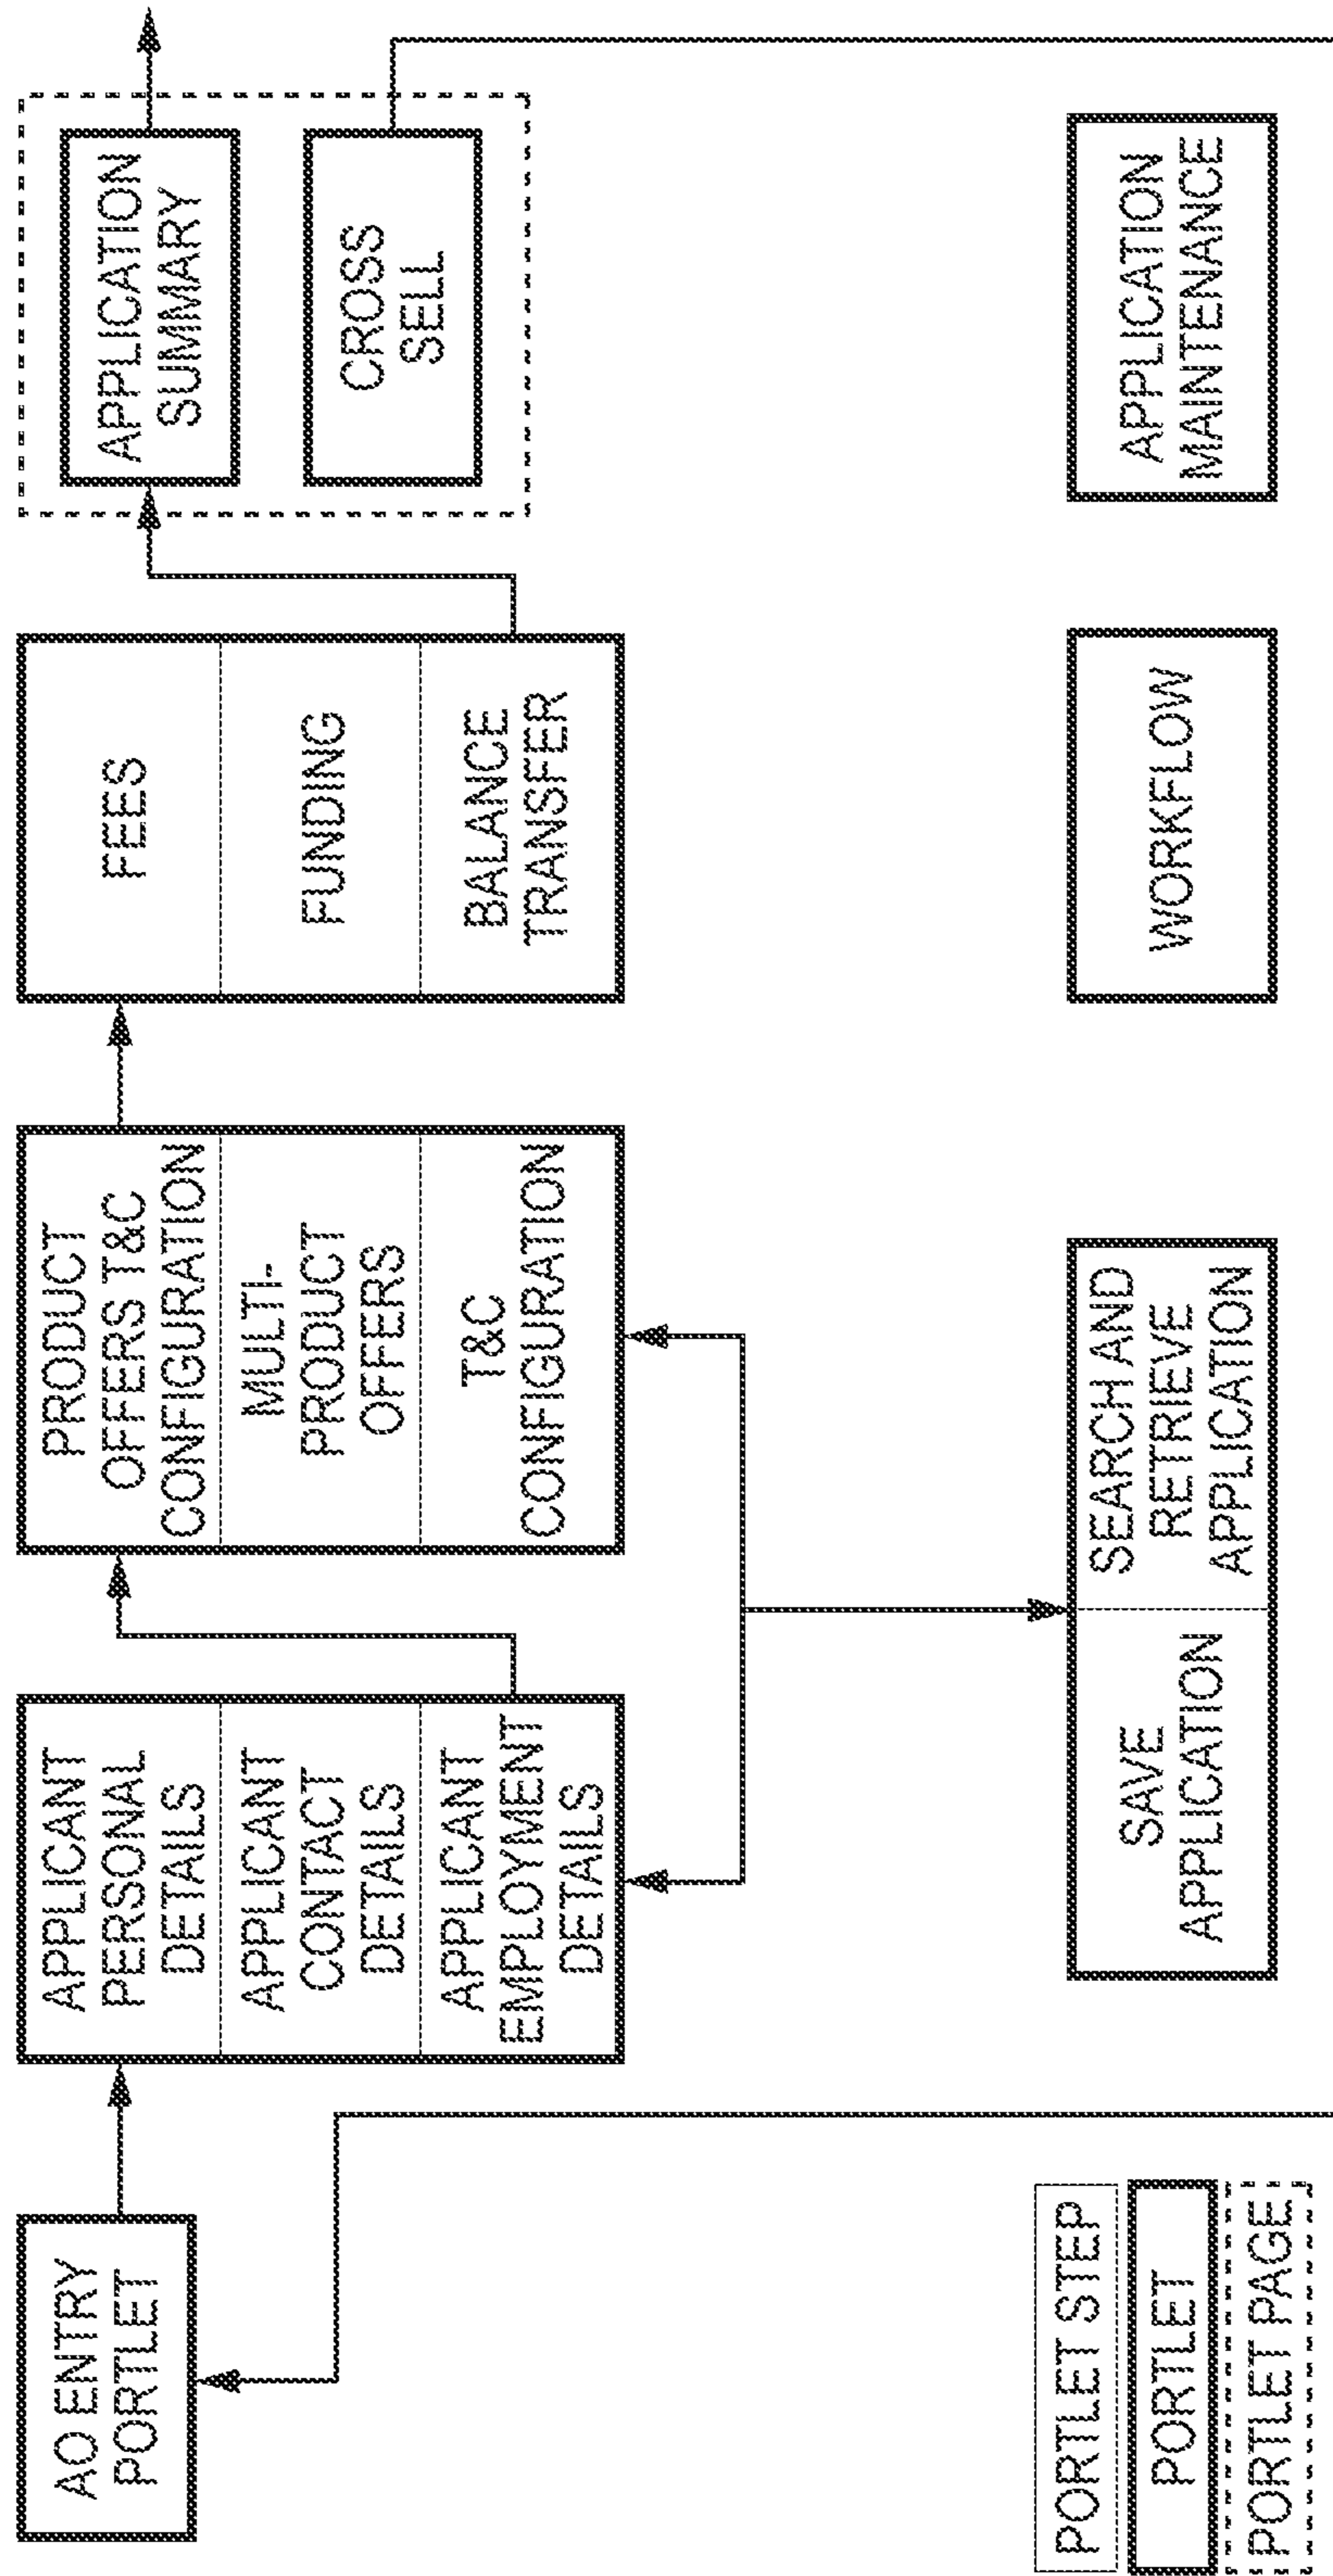 AO ENTRY
PORTLET
APPLICANT
PERSONAL
DETAILS
APPLICANT
CONTACT
DETAILS
APPLICANT
EMPLOYMENT
DETAILS
PRODUCT
OFFERS T&C
CONFIGURATION
MULTI-
PRODUCT
OFFERS
T&C
CONFIGURATION
FEES
FUNDING
BALANCE
TRANSFER
APPLICATION
SUMMARY
CROSS
SELL
SAVE
APPLICATION
SEARCH AND
RETRIEVE
APPLICATION
WORKFLOW
APPLICATION
MAINTENANCE
PORTLET STEP
PORTLET
PORTLET PAGE